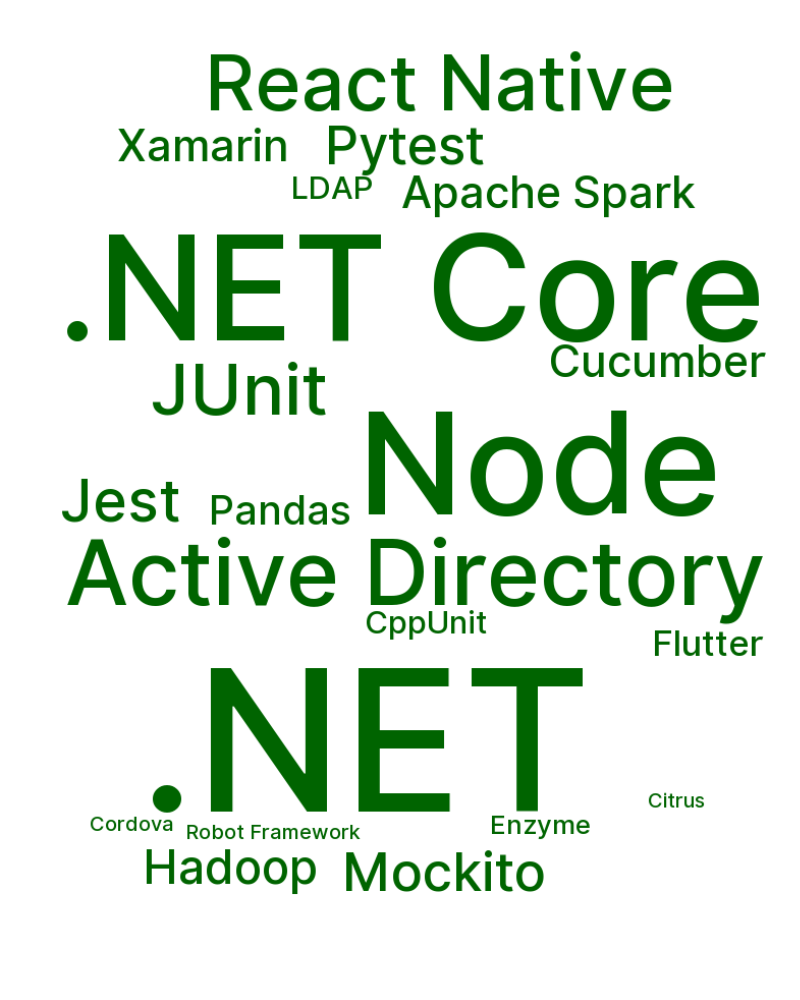 React Native
Xamarin Pytest
LDAP Apache Spark
.NET Core
Cucumber
JUnit
Node
Jest Pandas
Active Directory
CppUnit
Flutter
.NET
Citrus
Cordova Robot Framework Enzyme
Hadoop Mockito